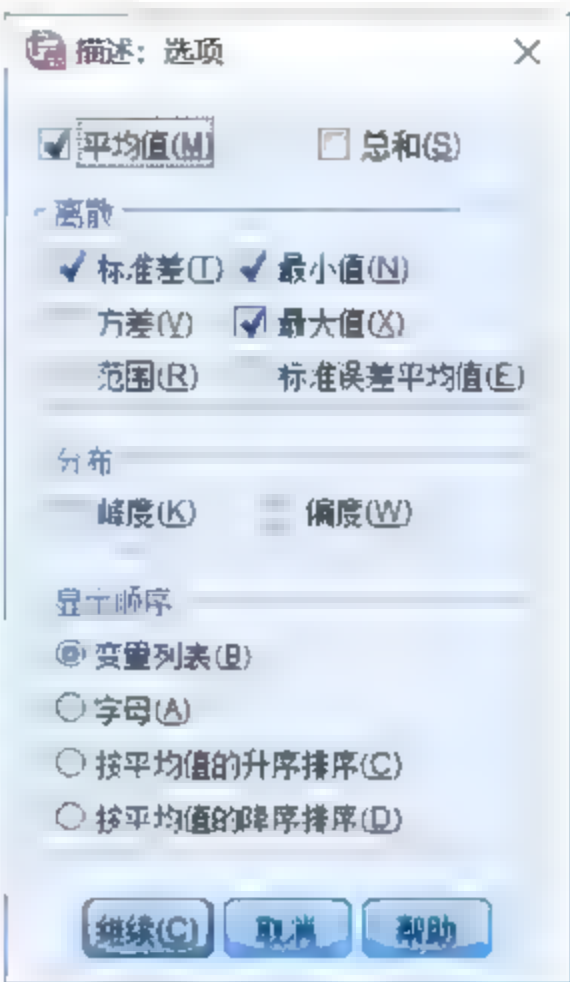 描述：选项
平均值(M) 总和(S)
离散
标准差(T) 最小值(N)
方差(V) 最大值(X)
范围(R) 标准误差平均值(E)
分布
峰度(K) 偏度(W)
显示顺序
变量列表(B)
字母(A)
按平均值的升序排序(C)
按平均值的降序排序(D)
继续(C) 取消 帮助